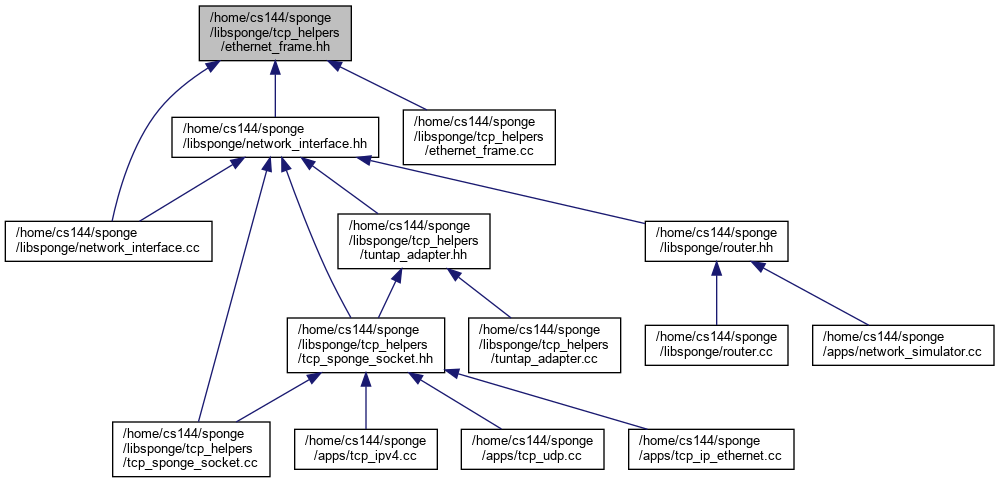 /home/cs144/sponge
/libsponge/tcp_helpers
/ethernet_frame.hh
/home/cs144/sponge
/libsponge/network_interface.hh
/home/cs144/sponge
/libsponge/tcp_helpers
/ethernet_frame.cc
/home/cs144/sponge
/libsponge/network_interface.cc
/home/cs144/sponge
/libsponge/tcp_helpers
/tuntap_adapter.hh
/home/cs144/sponge
/libsponge/router.hh
/home/cs144/sponge
/libsponge/tcp_helpers
/tcp_sponge_socket.hh
/home/cs144/sponge
/libsponge/tcp_helpers
/tuntap_adapter.cc
/home/cs144/sponge
/libsponge/router.cc
/home/cs144/sponge
/apps/network_simulator.cc
/home/cs144/sponge
/libsponge/tcp_helpers
/tcp_sponge_socket.cc
/home/cs144/sponge
/apps/tcp_ipv4.cc
/home/cs144/sponge
/apps/tcp_udp.cc
/home/cs144/sponge
/apps/tcp_ip_ethernet.cc